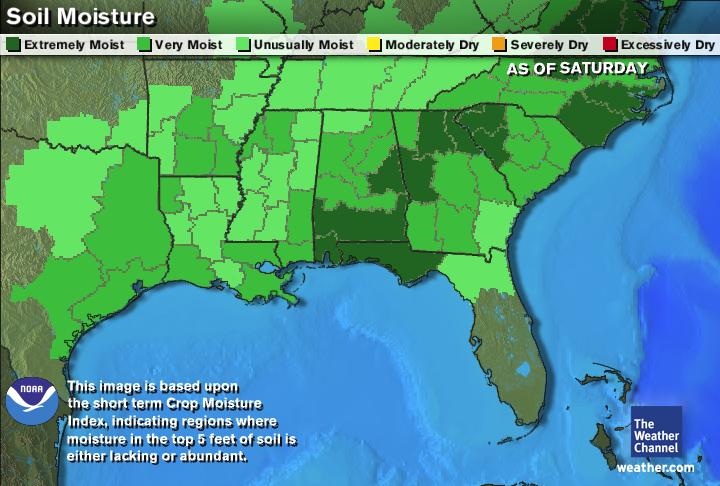 Soil Moisture
Extremely Moist Very Moist Unusually Moist Moderately Dry Severely Dry Excessively Dry
AS OF SATURDAY
NOAA
This image is based upon
the short term Crop Moisture
Index, indicating regions where
moisture in the top 5 feet of soil is
either lacking or abundant.
The
Weather
Channel
weather.com